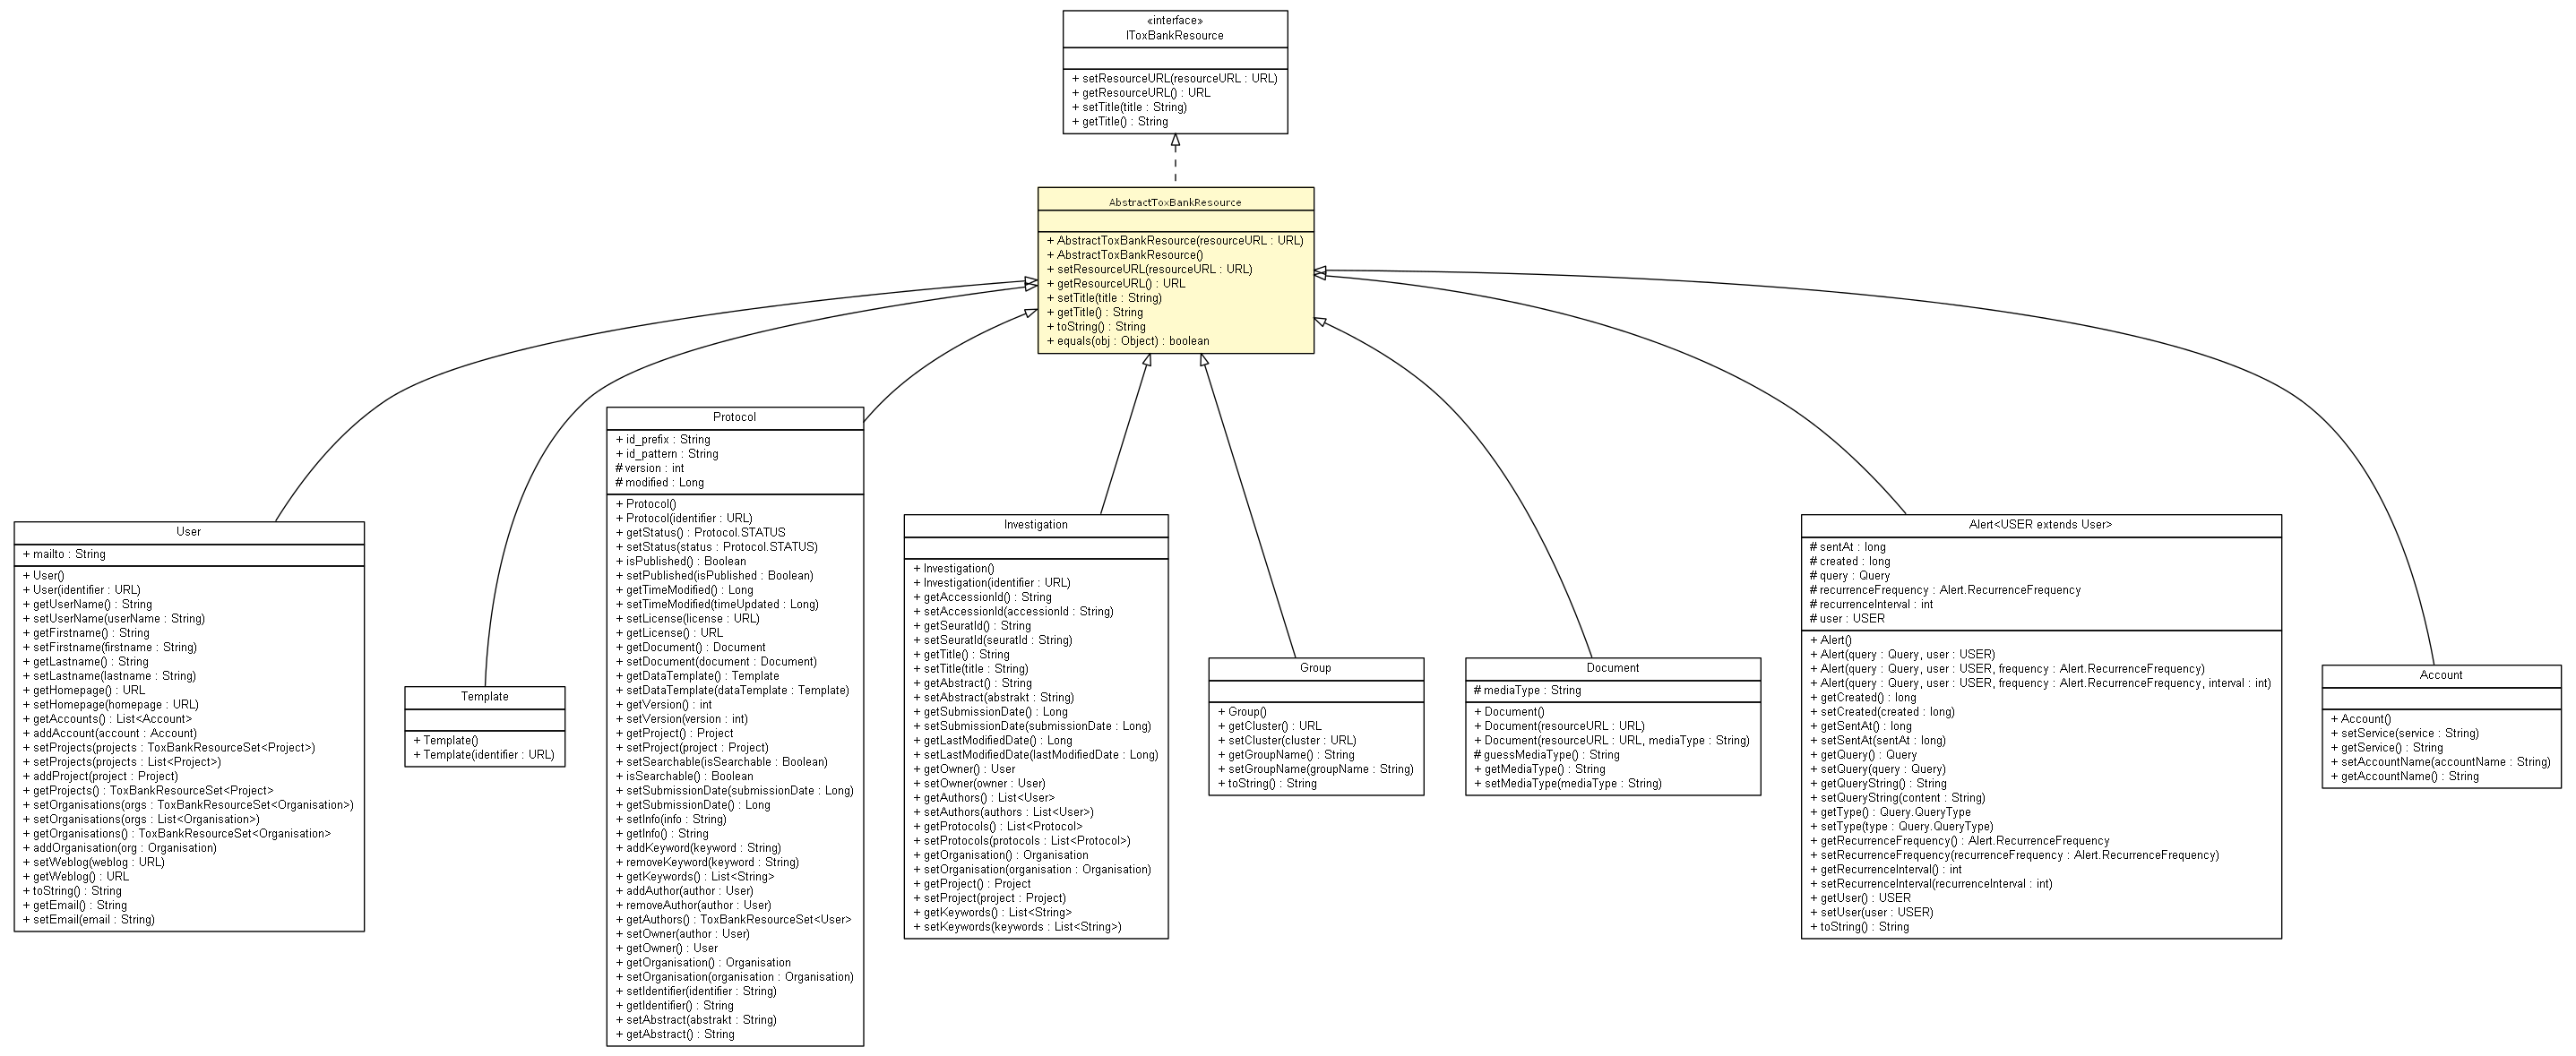 «interface»
IToxBankResource
+ setResourceURL(resourceURL : URL)
+ getResourceURL() : URL
+ setTitle(title : String)
+ getTitle() : String
AbstractToxBankResource
+ AbstractToxBankResource(resourceURL : URL)
+ AbstractToxBankResource()
+ setResourceURL(resourceURL : URL)
+ getResourceURL() : URL
+ setTitle(title : String)
+ getTitle() : String
+ toString() : String
+ equals(obj : Object) : boolean
User
+ mailto : String
+ User()
+ User(identifier : URL)
+ getUserName() : String
+ setUserName(userName : String)
+ getFirstname() : String
+ setFirstname(firstname : String)
+ getLastname() : String
+ setLastname(lastname : String)
+ getHomepage() : URL
+ setHomepage(homepage : URL)
+ getAccounts() : List<Account>
+ addAccount(account : Account)
+ setProjects(projects : ToxBankResourceSet<Project>)
+ setProjects(projects : List<Project>)
+ addProject(project : Project)
+ getProjects() : ToxBankResourceSet<Project>
+ setOrganisations(orgs : ToxBankResourceSet<Organisation>)
+ setOrganisations(orgs : List<Organisation>)
+ getOrganisations() : ToxBankResourceSet<Organisation>
+ addOrganisation(org : Organisation)
+ setWeblog(weblog : URL)
+ getWeblog() : URL
+ toString() : String
+ getEmail() : String
+ setEmail(email : String)
Template
+ Template()
+ Template(identifier : URL)
Protocol
+ id_prefix : String
+ id_pattern : String
# version : int
# modified : Long
+ Protocol()
+ Protocol(identifier : URL)
+ getStatus() : Protocol.STATUS
+ setStatus(status : Protocol.STATUS)
+ isPublished() : Boolean
+ setPublished(isPublished : Boolean)
+ getTimeModified() : Long
+ setTimeModified(timeUpdated : Long)
+ setLicense(license : URL)
+ getLicense() : URL
+ getDocument() : Document
+ setDocument(document : Document)
+ getDataTemplate() : Template
+ setDataTemplate(dataTemplate : Template)
+ getVersion() : int
+ setVersion(version : int)
+ getProject() : Project
+ setProject(project : Project)
+ setSearchable(isSearchable : Boolean)
+ isSearchable() : Boolean
+ setSubmissionDate(submissionDate : Long)
+ getSubmissionDate() : Long
+ setInfo(info : String)
+ getInfo() : String
+ addKeyword(keyword : String)
+ removeKeyword(keyword : String)
+ getKeywords() : List<String>
+ addAuthor(author : User)
+ removeAuthor(author : User)
+ getAuthors() : ToxBankResourceSet<User>
+ setOwner(author : User)
+ getOwner() : User
+ getOrganisation() : Organisation
+ setOrganisation(organisation : Organisation)
+ setIdentifier(identifier : String)
+ getIdentifier() : String
+ setAbstract(abstrakt : String)
+ getAbstract() : String
Investigation
+ Investigation()
+ Investigation(identifier : URL)
+ getAccessionId() : String
+ setAccessionId(accessionId : String)
+ getSeuratId() : String
+ setSeuratId(seuratId : String)
+ getTitle() : String
+ setTitle(title : String)
+ getAbstract() : String
+ setAbstract(abstrakt : String)
+ getSubmissionDate() : Long
+ setSubmissionDate(submissionDate : Long)
+ getLastModifiedDate() : Long
+ setLastModifiedDate(lastModifiedDate : Long)
+ getOwner() : User
+ setOwner(owner : User)
+ getAuthors() : List<User>
+ setAuthors(authors : List<User>)
+ getProtocols() : List<Protocol>
+ setProtocols(protocols : List<Protocol>)
+ getOrganisation() : Organisation
+ setOrganisation(organisation : Organisation)
+ getProject() : Project
+ setProject(project : Project)
+ getKeywords() : List<String>
+ setKeywords(keywords : List<String>)
Group
+ Group()
+ getCluster() : URL
+ setCluster(cluster : URL)
+ getGroupName() : String
+ setGroupName(groupName : String)
+ toString() : String
Document
# mediaType : String
+ Document()
+ Document(resourceURL : URL)
+ Document(resourceURL : URL, mediaType : String)
# guessMediaType() : String
+ getMediaType() : String
+ setMediaType(mediaType : String)
Alert<USER extends User>
# sentAt : long
# created : long
# query : Query
# recurrenceFrequency : Alert.RecurrenceFrequency
# recurrenceInterval : int
# user : USER
+ Alert()
+ Alert(query : Query, user : USER)
+ Alert(query : Query, user : USER, frequency : Alert.RecurrenceFrequency)
+ Alert(query : Query, user : USER, frequency : Alert.RecurrenceFrequency, interval : int)
+ getCreated() : long
+ setCreated(created : long)
+ getSentAt() : long
+ setSentAt(sentAt : long)
+ getQuery() : Query
+ setQuery(query : Query)
+ getQueryString() : String
+ setQueryString(content : String)
+ getType() : Query.QueryType
+ setType(type : Query.QueryType)
+ getRecurrenceFrequency() : Alert.RecurrenceFrequency
+ setRecurrenceFrequency(recurrenceFrequency : Alert.RecurrenceFrequency)
+ getRecurrenceInterval() : int
+ setRecurrenceInterval(recurrenceInterval : int)
+ getUser() : USER
+ setUser(user : USER)
+ toString() : String
Account
+ Account()
+ setService(service : String)
+ getService() : String
+ setAccountName(accountName : String)
+ getAccountName() : String